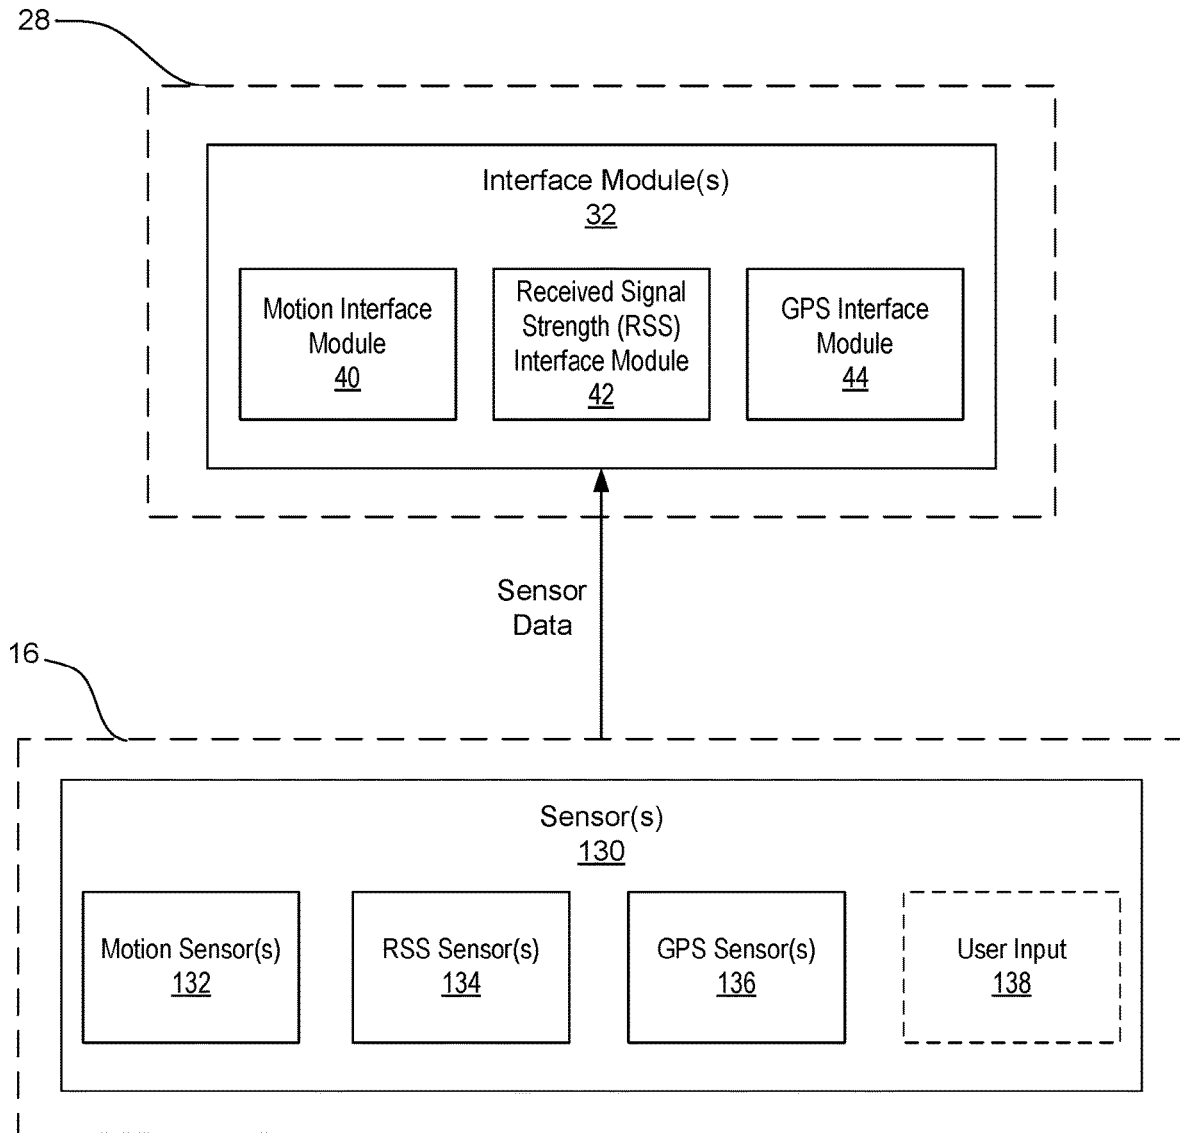 28
Interface Module(s)
32
Motion Interface
Module
40
Received Signal
Strength (RSS)
Interface Module
42
GPS Interface
Module
44
Sensor
Data
16
Sensor(s)
130
Motion Sensor(s)
132
RSS Sensor(s)
134
GPS Sensor(s)
136
User Input
138